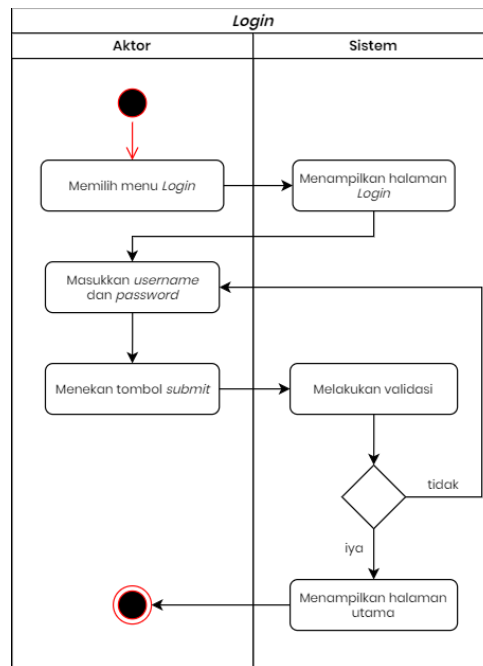 Login
Aktor
Sistem
Memilih menu Login
Menampilkan halaman
Login
Masukkan username
dan password
Menekan tombol submit
Melakukan validasi
tidak
iya
Menampilkan halaman
utama